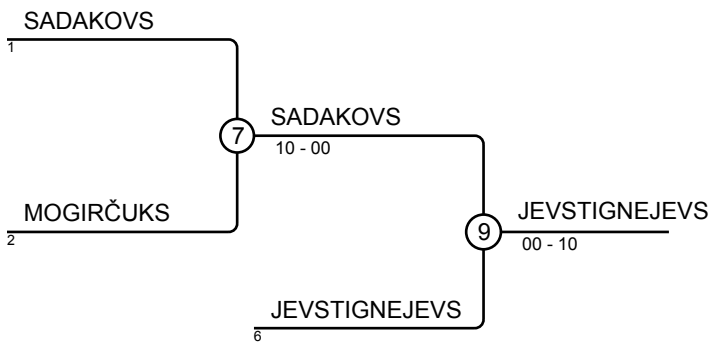 SADAKOVS
1
7
SADAKOVS
10 - 00
MOGIRČUKS
2
9
JEVSTIGNEJEVS
00 - 10
JEVSTIGNEJEVS
6